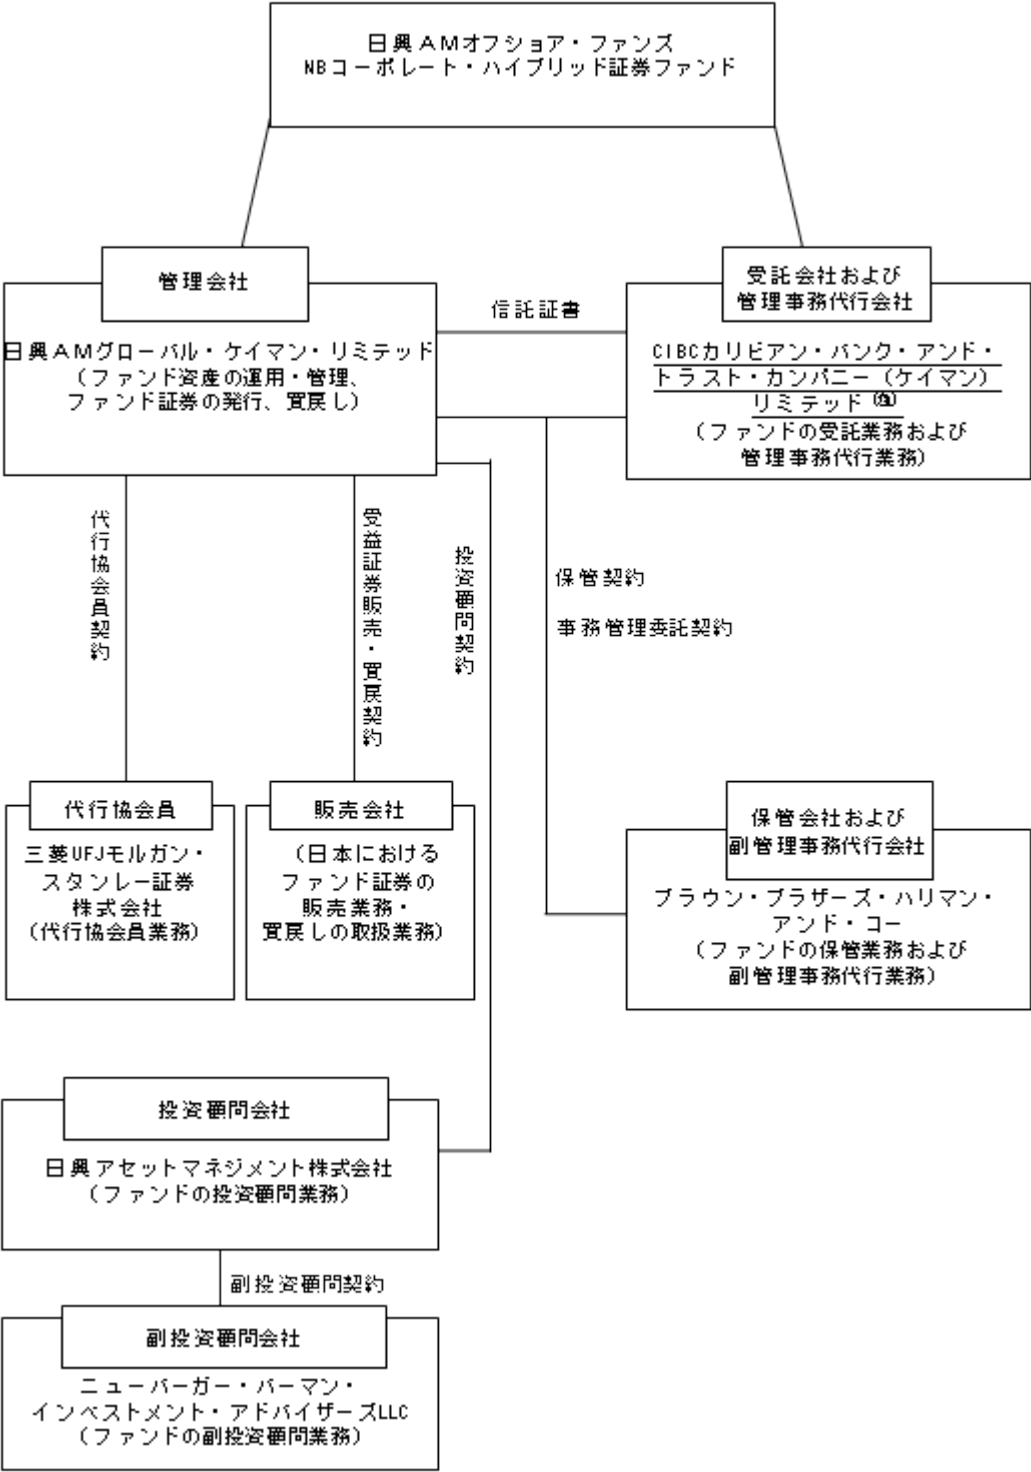 日興AMオフショア・ファンズ
NBコーポレート・ハイブリッド証券ファンド
管理会社
日興AMグローバル・ケイマン・リミテッド
（ファンド資産の運用・管理、
ファンド証券の発行、買戻し）
信託証書
受託会社および
管理事務代行会社
CIBCカリビアン・バンク・アンド・
トラスト・カンパニー（ケイマン）
リミテッド
（ファンドの受託業務および
管理事務代行業務）
代行協会員契約
受益証券販売・買戻契約
投資顧問契約
保管契約
事務管理委託契約
代行協会員
三菱UFJモルガン・
スタンレー証券
株式会社
（代行協会員業務）
販売会社
（日本における
ファンド証券の
販売業務・
買戻しの取扱業務）
保管会社および
副管理事務代行会社
ブラウン・ブラザーズ・ハリマン・
アンド・コー
（ファンドの保管業務および
副管理事務代行業務）
投資顧問会社
日興アセットマネジメント株式会社
（ファンドの投資顧問業務）
副投資顧問契約
副投資顧問会社
ニューバーガー・バーマン・
インベストメント・アドバイザーズLLC
（ファンドの副投資顧問業務）